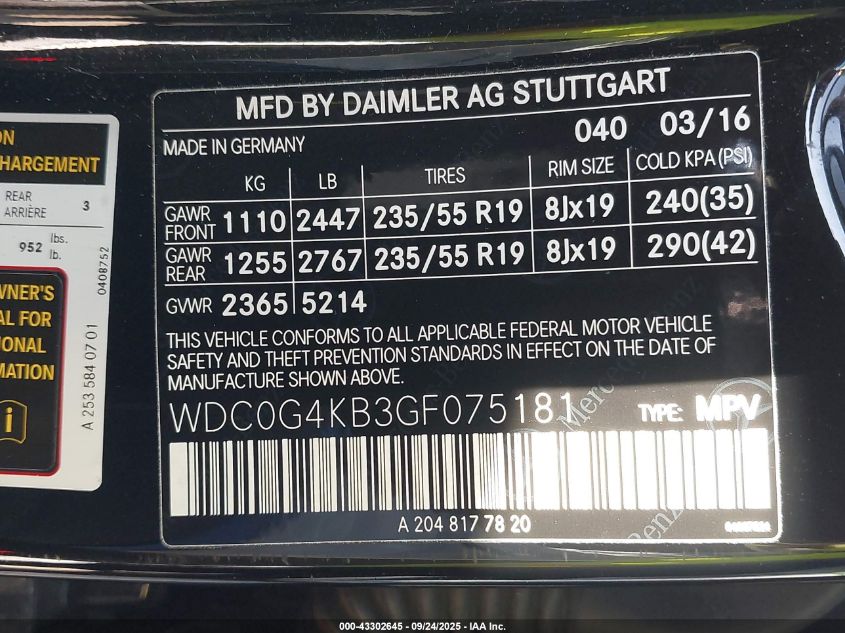 ON
CHARGEMENT
REAR
ARRIÈRE 3
952 lbs.
lb.
0408752
WNER'S
AL FOR
IONAL
MATION
i
A 253 584 07 01
MFD BY DAIMLER AG STUTTGART
MADE IN GERMANY 040 03/16
KG LB TIRES RIM SIZE COLD KPA(PSI)
GAWR FRONT 1110 2447 235/55 R19 8Jx19 240(35)
GAWR REAR 1255 2767 235/55 R19 8Jx19 290(42)
GVWR 2365 5214
THIS VEHICLE CONFORMS TO ALL APPLICABLE FEDERAL MOTOR VEHICLE
SAFETY AND THEFT PREVENTION STANDARDS IN EFFECT ON THE DATE OF
MANUFACTURE SHOWN ABOVE.
WDC0G4KB3GF075181 TYPE: MPV
A 204 817 78 20
Mercedes-Benz
000-43302645 - 09/24/2025 - IAA Inc.